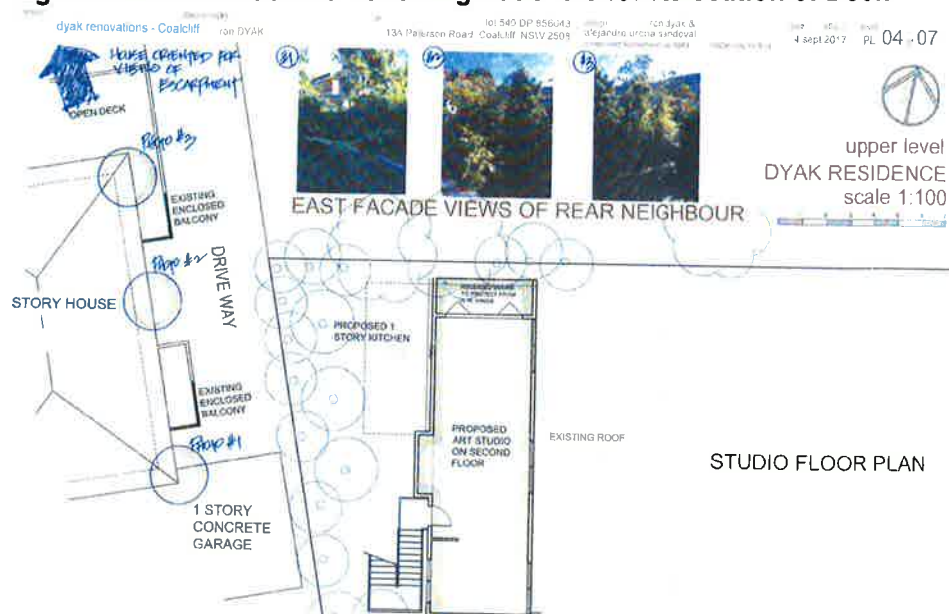 dyak renovations - Coalcliff
ron DYAK
lot 549 DP 856043
13A Paterson Road Coalcliff NSW 2508
ron dyak &
alejandro urena sandoval
4 sept 2017
PL 04 - 07
HOUSE ORIENTED FOR
VIEWS OF
ESCARPMENT
OPEN DECK
#1
#2
#3
upper level
DYAK RESIDENCE
scale 1:100
EAST FACADE VIEWS OF REAR NEIGHBOUR
PHOTO #3
EXISTING
ENCLOSED
BALCONY
PHOTO #2
DRIVE WAY
STORY HOUSE
PROPOSED 1
STORY KITCHEN
EXISTING
ENCLOSED
BALCONY
PROPOSED
ART STUDIO
ON SECOND
FLOOR
EXISTING ROOF
STUDIO FLOOR PLAN
PHOTO #1
1 STORY
CONCRETE
GARAGE